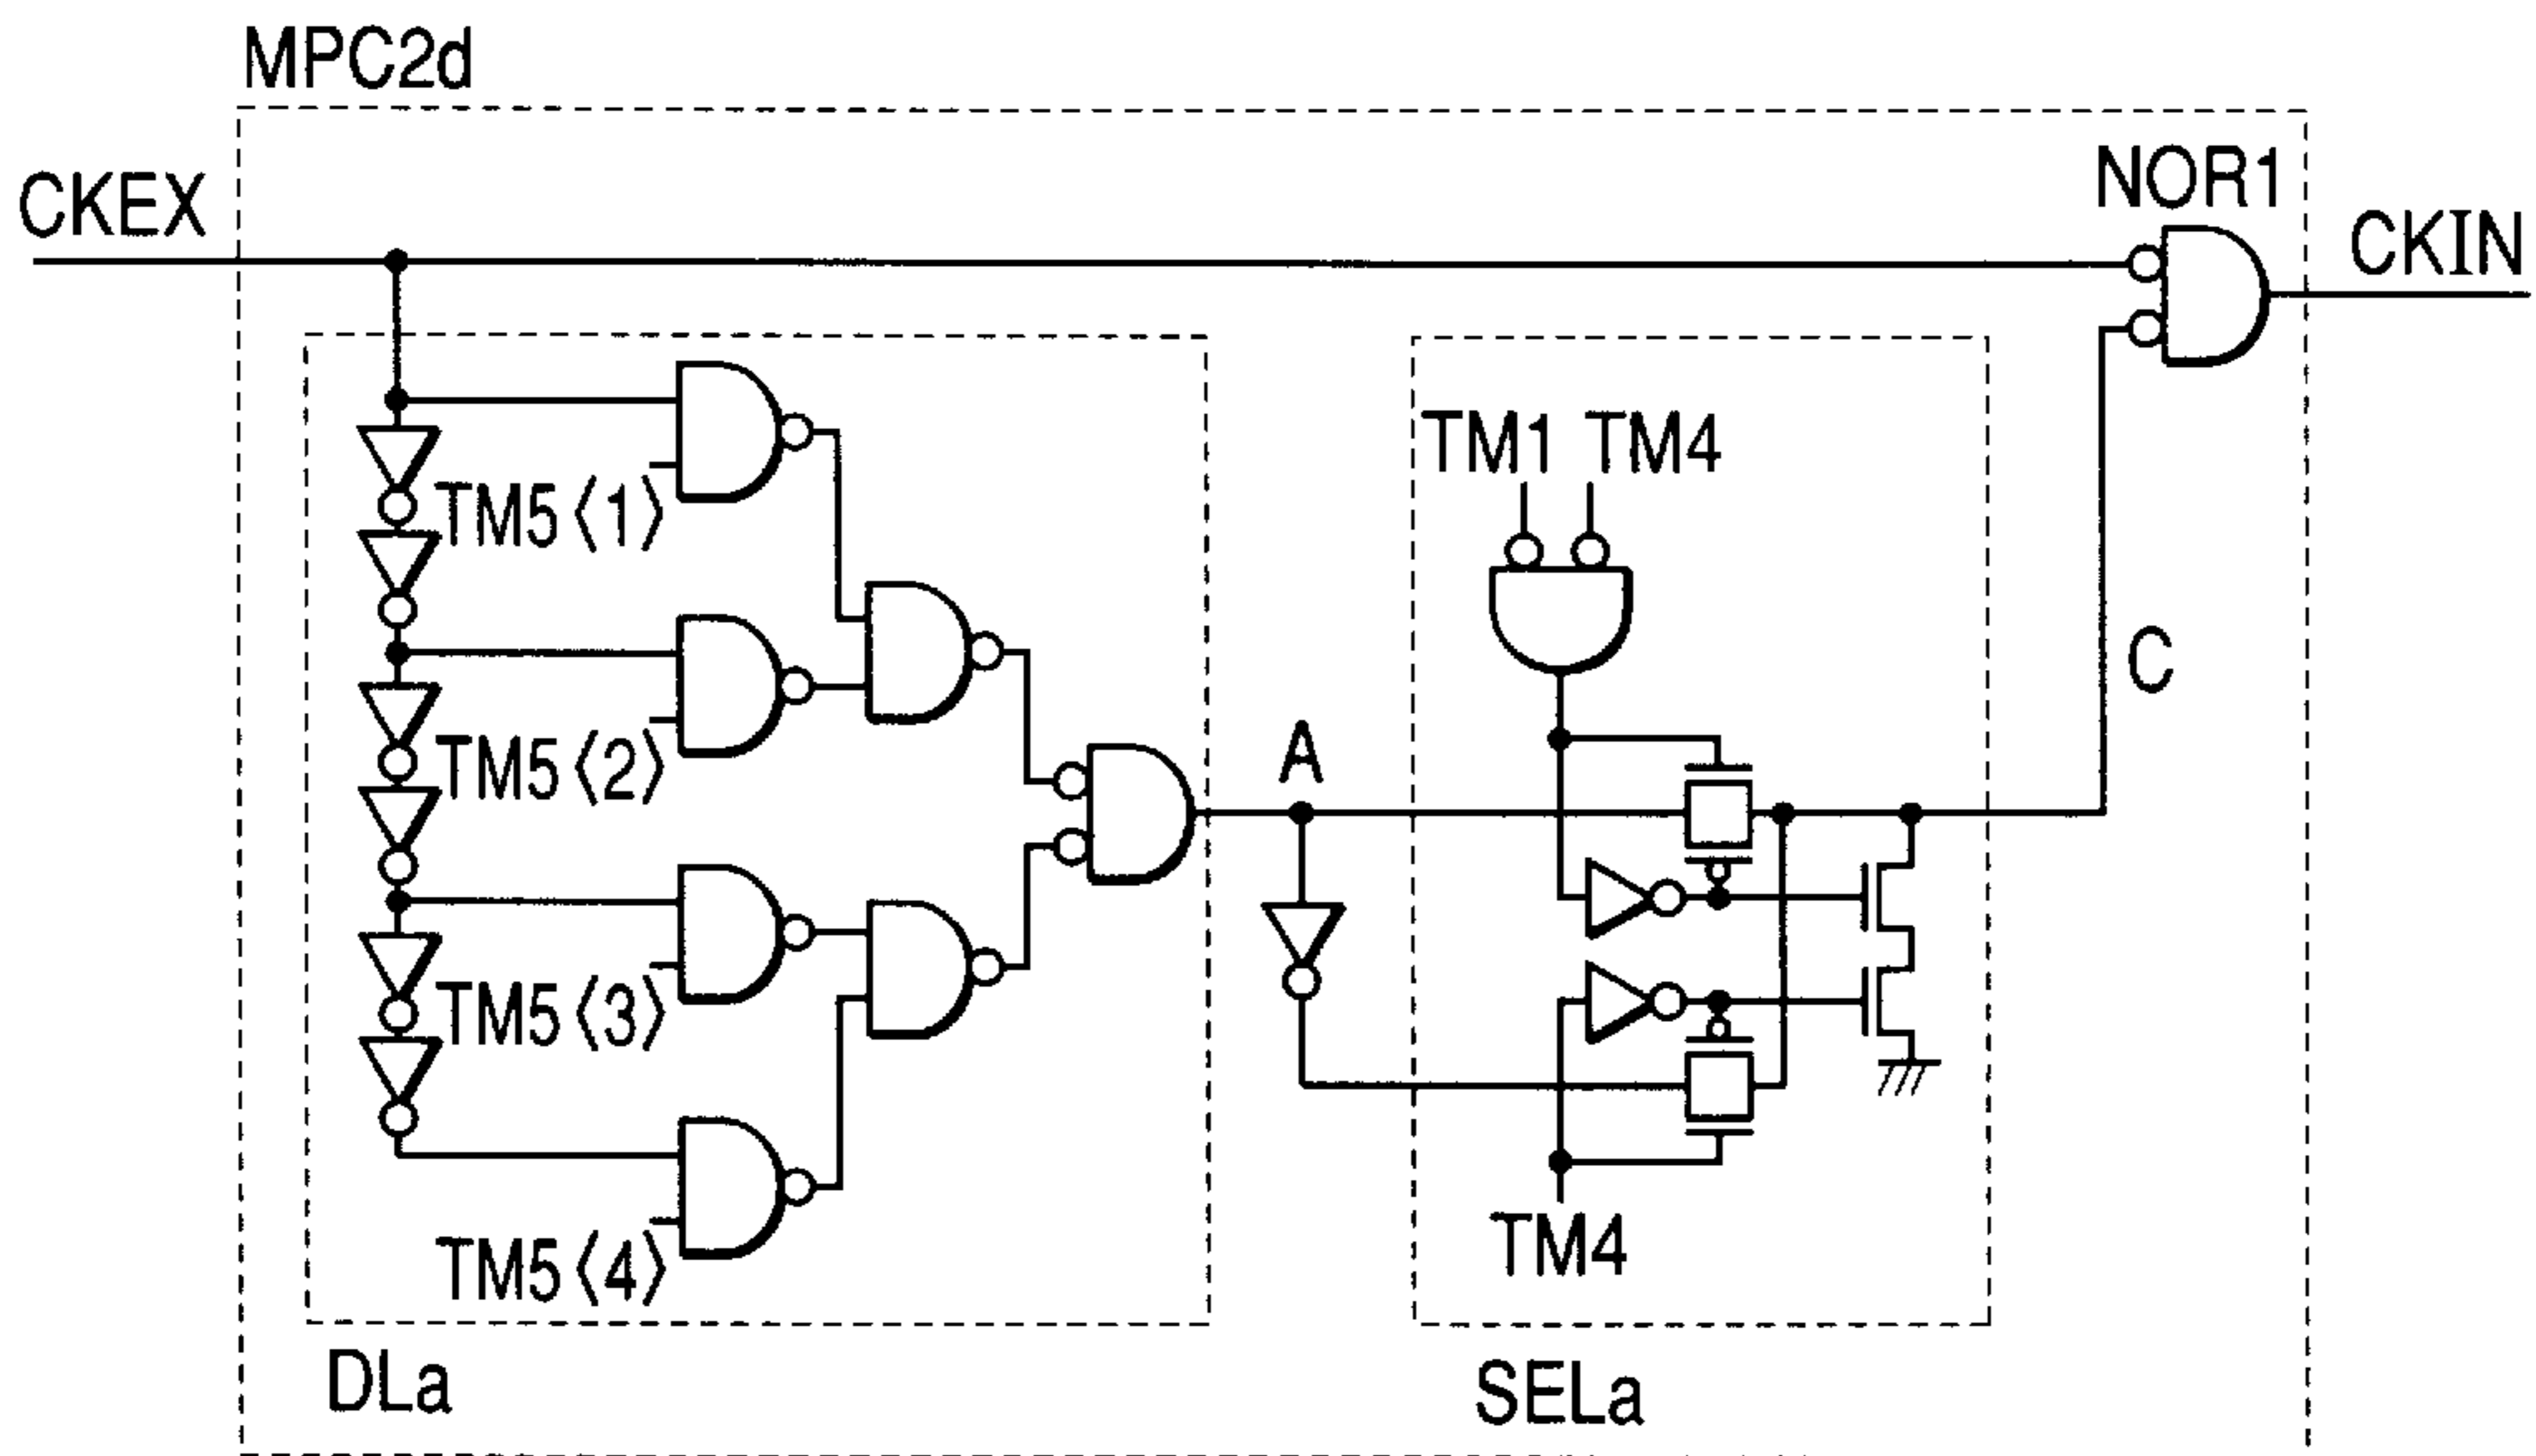 MPC2d
NOR1
CKEX
CKIN
TM1 TM4
TM5⟨1⟩
C
TM5⟨2⟩
A
TM5⟨3⟩
TM4
TM5⟨4⟩
DLa
SELa